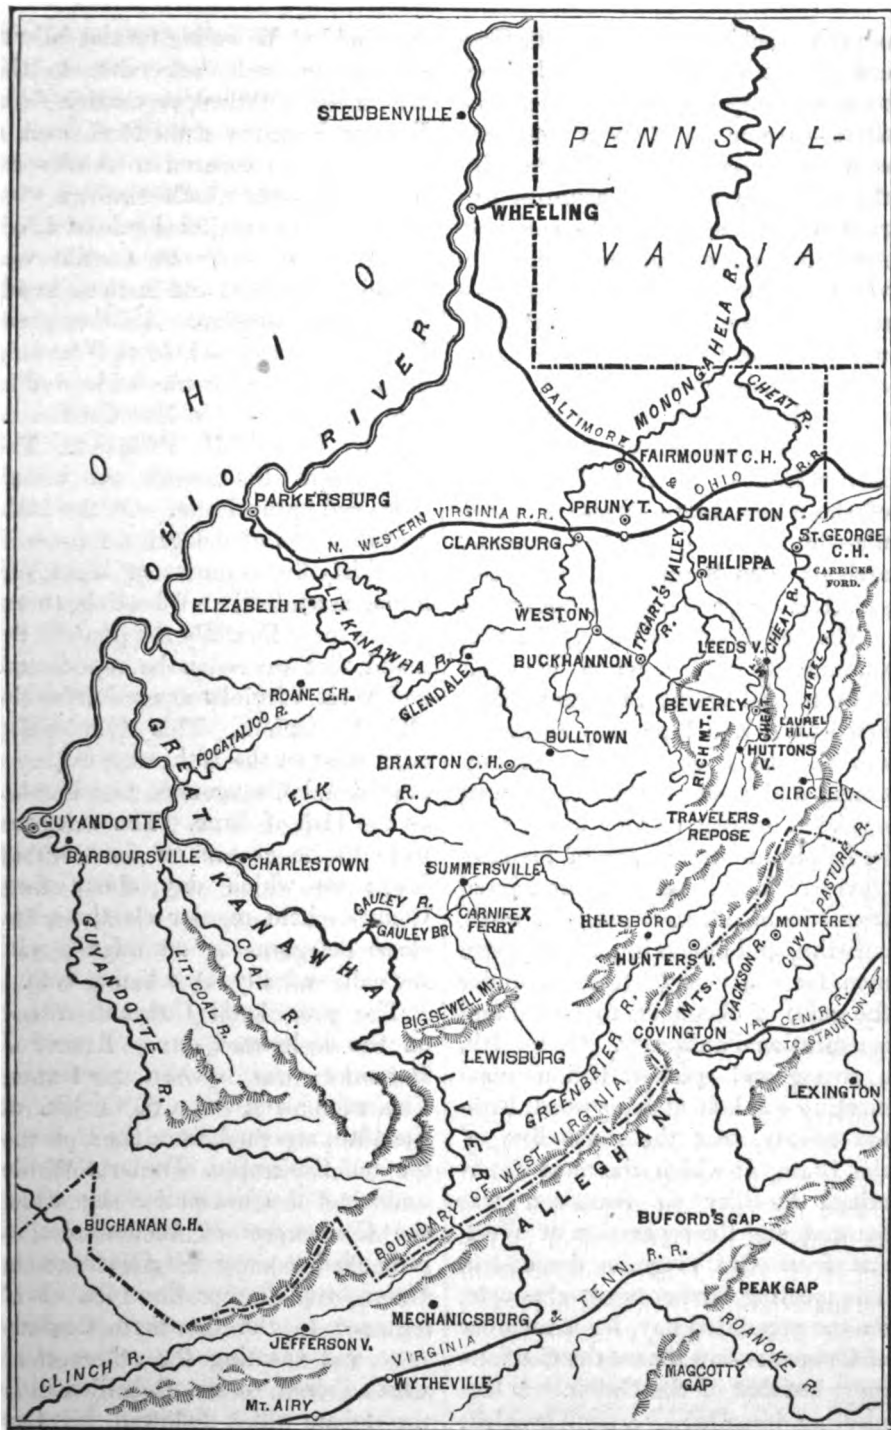 STEUBENVILLE
PENNSYL-
VANIA
WHEELING
OHIO
OHIO RIVER
MONONGAHELA R.
CHEAT R.
BALTIMORE & OHIO R.R.
FAIRMOUNT C.H.
PARKERSBURG
PRUNY T.
GRAFTON
N. WESTERN VIRGINIA R.R.
CLARKSBURG
ST. GEORGE
C.H.
CARRICKS
FORD.
PHILIPPA
TYGART'S VALLEY R.
ELIZABETH T.
LIT. KANAWHA R.
WESTON
BUCKHANNON
LEEDS V.
CHEAT R.
LAUREL F.
ROANE C.H.
GLENDALE
BEVERLY
CHEAT
LAUREL
HILL
RICH MT.
HUTTONS
V.
POCATALICO R.
BULLTOWN
BRAXTON C.H.
CIRCLE V.
GREAT KANAWHA R.
ELK R.
TRAVELERS
REPOSE
GUYANDOTTE
BARBOURSVILLE
CHARLESTOWN
SUMMERSVILLE
COW PASTURE R.
GAULEY R.
GAULEY BR
CARNIFEX
FERRY
HILLSBORO
MONTEREY
HUNTERS V.
JACKSON R.
GUYANDOTTE R.
LIT. COAL R.
COAL R.
BIG SEWELL MT.
LEWISBURG
COVINGTON
VA. CEN. R.R.
TO STAUNTON
LEXINGTON
GREENBRIER R.
BOUNDARY OF WEST VIRGINIA
ALLEGHANY MTS.
BUCHANAN C.H.
BUFORD'S GAP.
PEAKS
MECHANICSBURG
JEFFERSON V.
VIRGINIA & TENN. R.R.
ROANOKE
CLINCH R.
WYTHEVILLE
MAGCOTTY
GAP
MT. AIRY